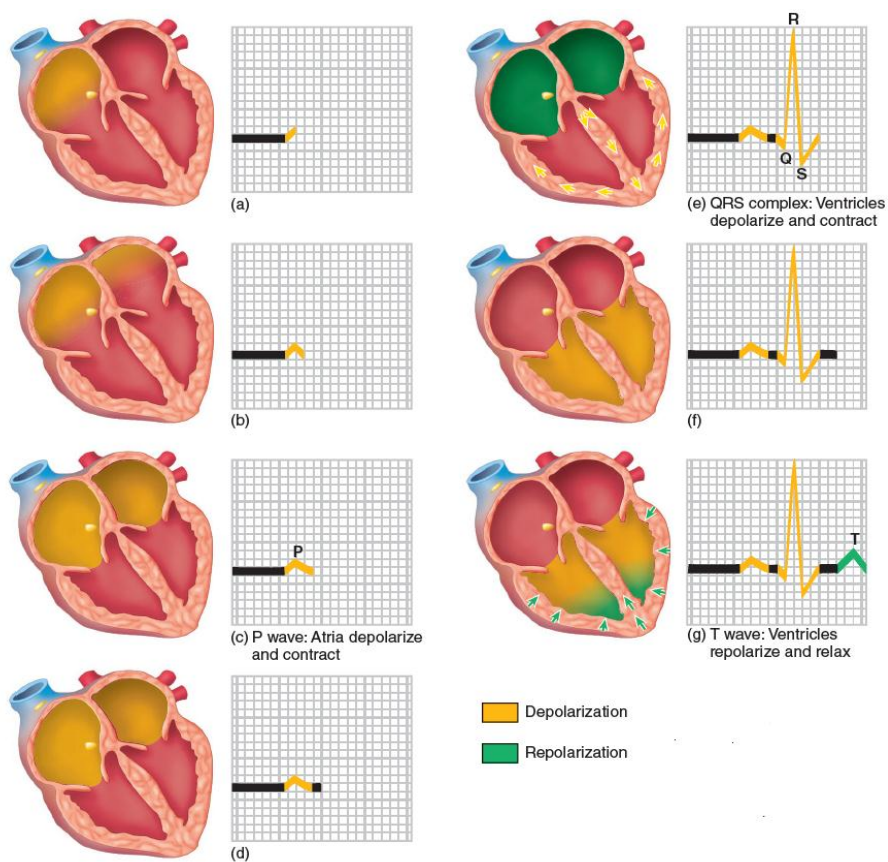 (a)
(b)
P
(c) P wave: Atria depolarize
and contract
(d)
R
Q
S
(e) QRS complex: Ventricles
depolarize and contract
(f)
T
(g) T wave: Ventricles
repolarize and relax
Depolarization
Repolarization